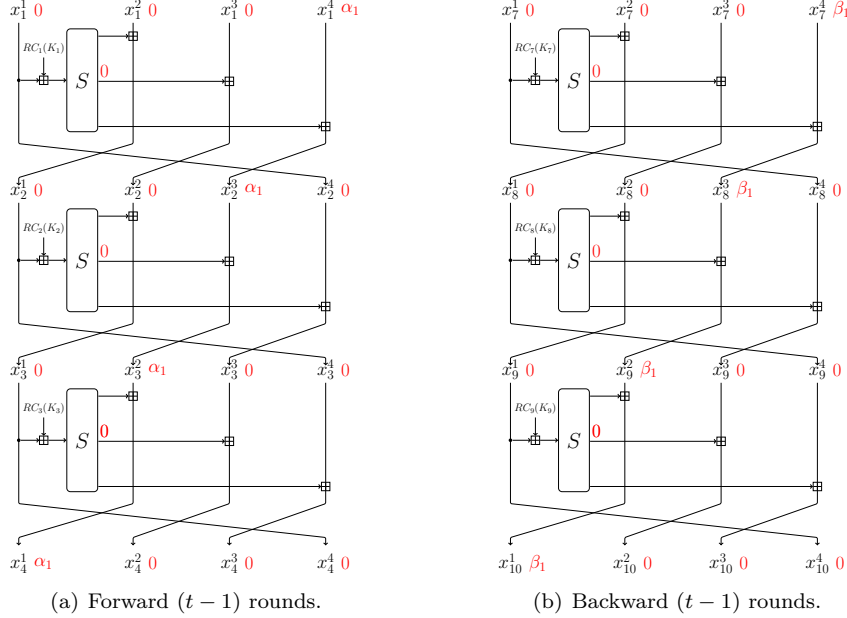 x_1^1 0 x_1^2 0 x_1^3 0 x_1^4 α_1
RC_1(K_1)
S
0
x_2^1 0 x_2^2 0 x_2^3 α_1 x_2^4 0
RC_2(K_2)
S
0
x_3^1 0 x_3^2 α_1 x_3^3 0 x_3^4 0
RC_3(K_3)
S
0
x_4^1 α_1 x_4^2 0 x_4^3 0 x_4^4 0
(a) Forward (t − 1) rounds.
x_7^1 0 x_7^2 0 x_7^3 0 x_7^4 β_1
RC_7(K_7)
S
0
x_8^1 0 x_8^2 0 x_8^3 β_1 x_8^4 0
RC_8(K_8)
S
0
x_9^1 0 x_9^2 β_1 x_9^3 0 x_9^4 0
RC_9(K_9)
S
0
x_10^1 β_1 x_10^2 0 x_10^3 0 x_10^4 0
(b) Backward (t − 1) rounds.